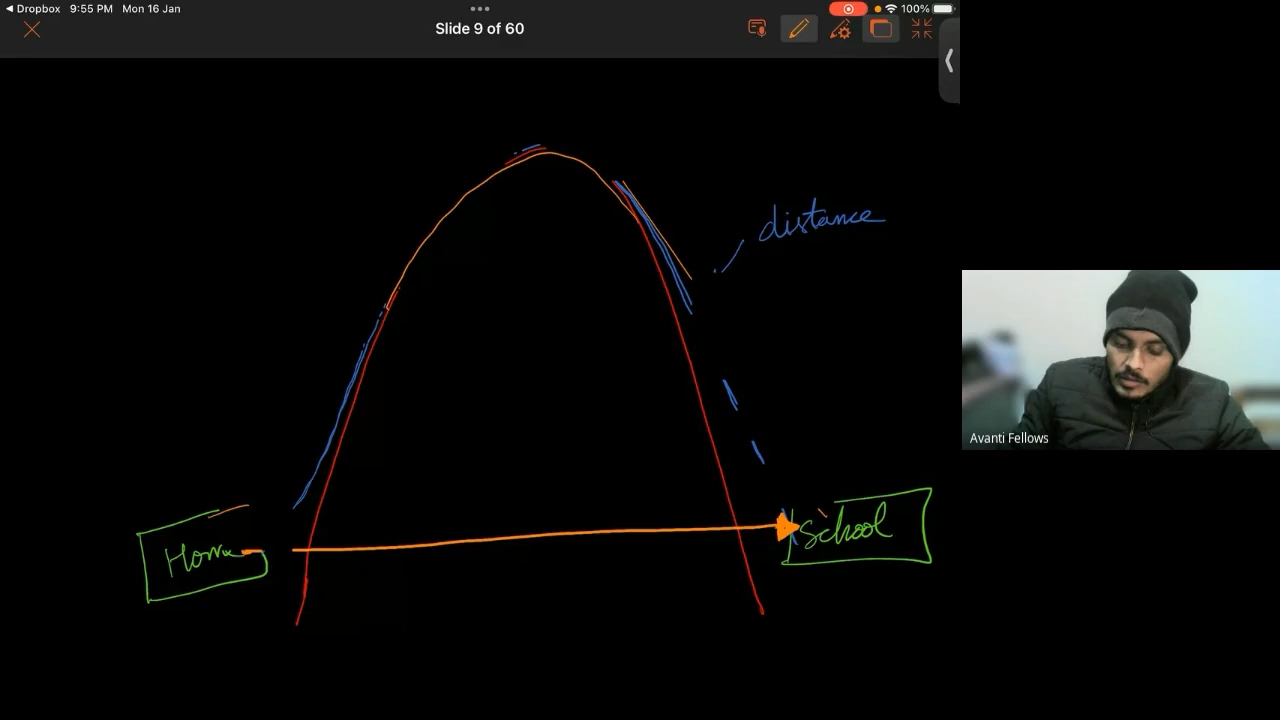 Dropbox 9:55 PM Mon 16 Jan
100%
Slide 9 of 60
distance
Home
School
Avanti Fellows